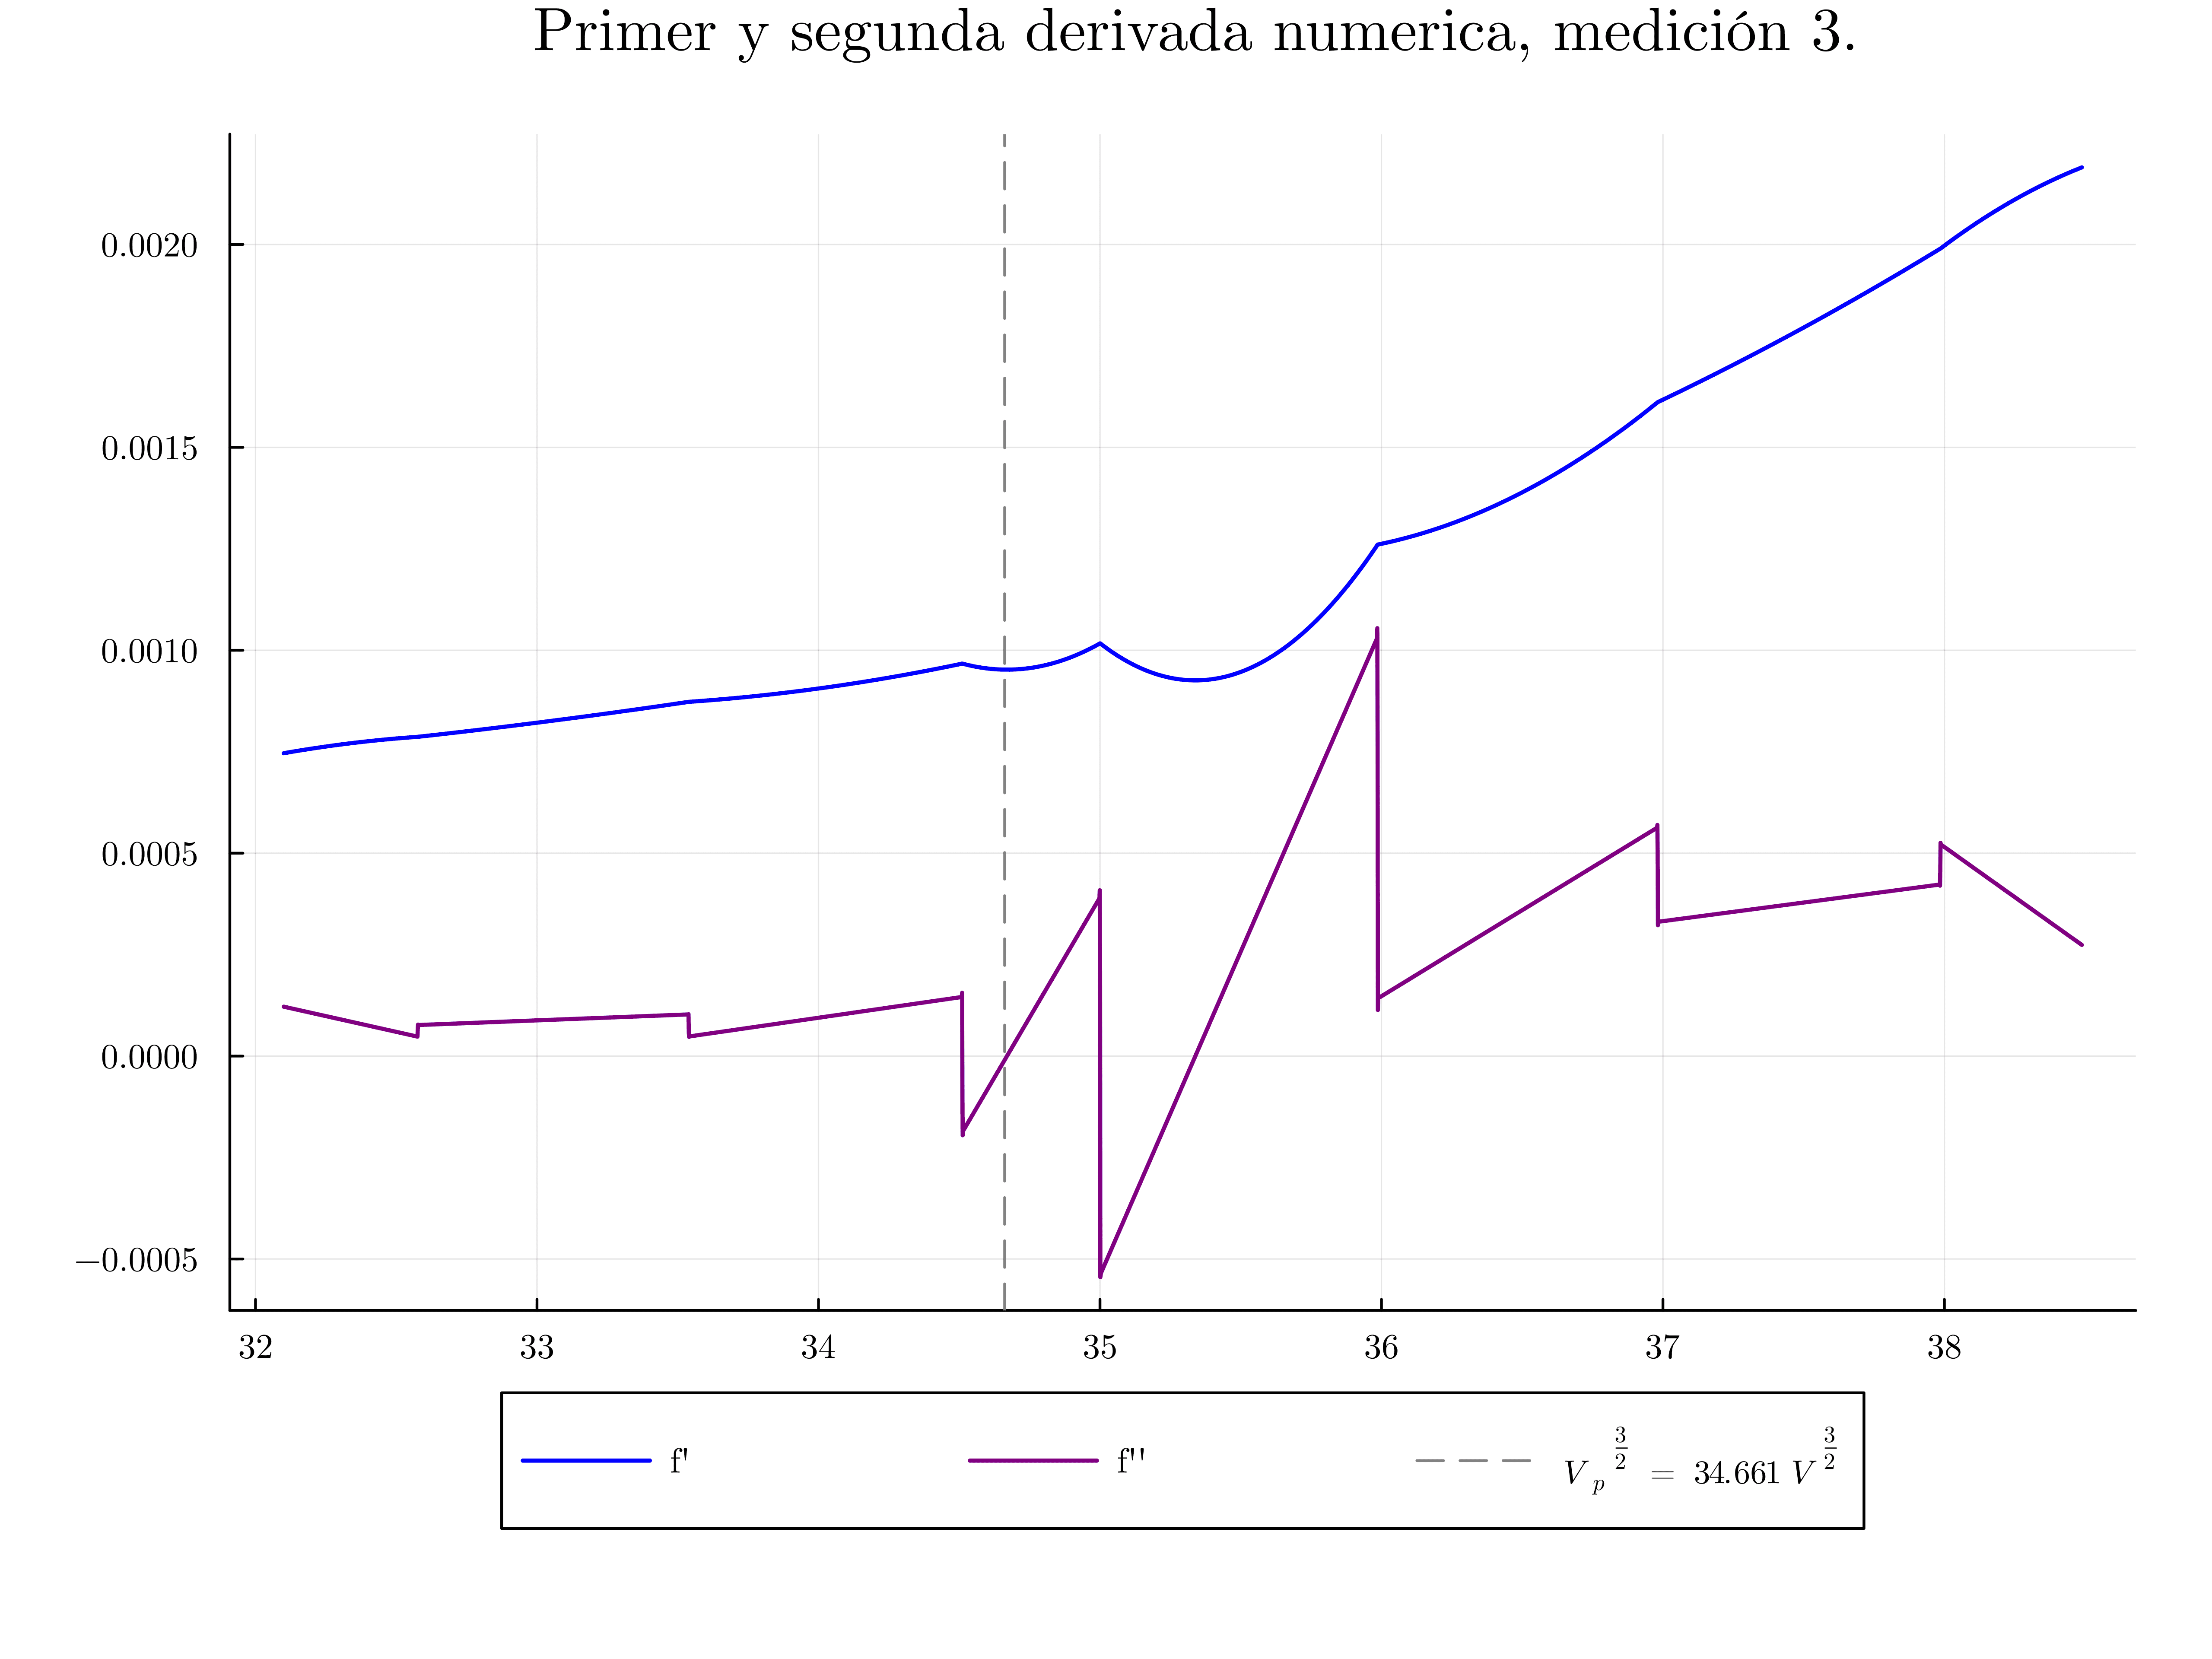 Primer y segunda derivada numerica, medición 3.
0.0020
0.0015
0.0010
0.0005
0.0000
−0.0005
32 33 34 35 36 37 38
f' f'' V_p^{3/2} = 34.661 V^{3/2}